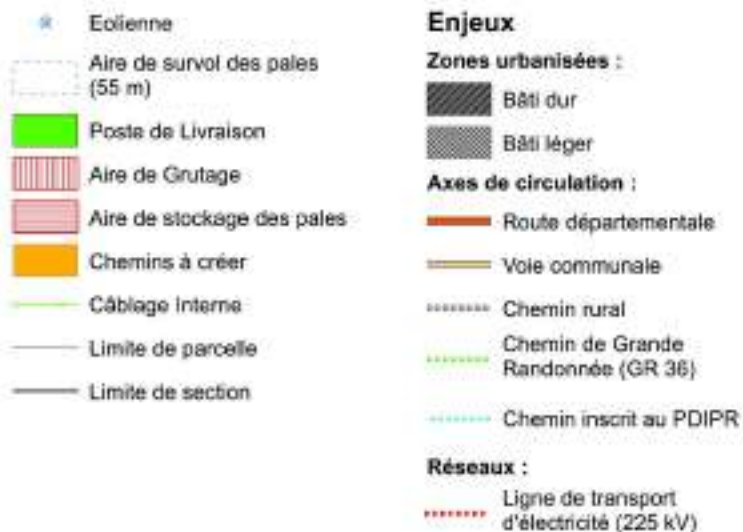 Eolienne
Aire de survol des pales
(55 m)
Poste de Livraison
Aire de Grutage
Aire de stockage des pales
Chemins à créer
Câblage Interne
Limite de parcelle
Limite de section
Enjeux
Zones urbanisées :
Bâti dur
Bâti léger
Axes de circulation :
Route départementale
Voie communale
Chemin rural
Chemin de Grande
Randonnée (GR 36)
Chemin inscrit au PDIPR
Réseaux :
Ligne de transport
d'électricité (225 kV)